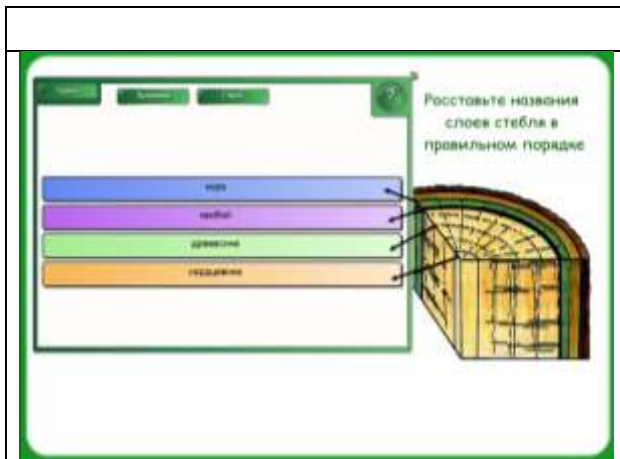 Расставьте названия
слоев стебля в
правильном порядке
кора
камбий
древесина
сердцевина